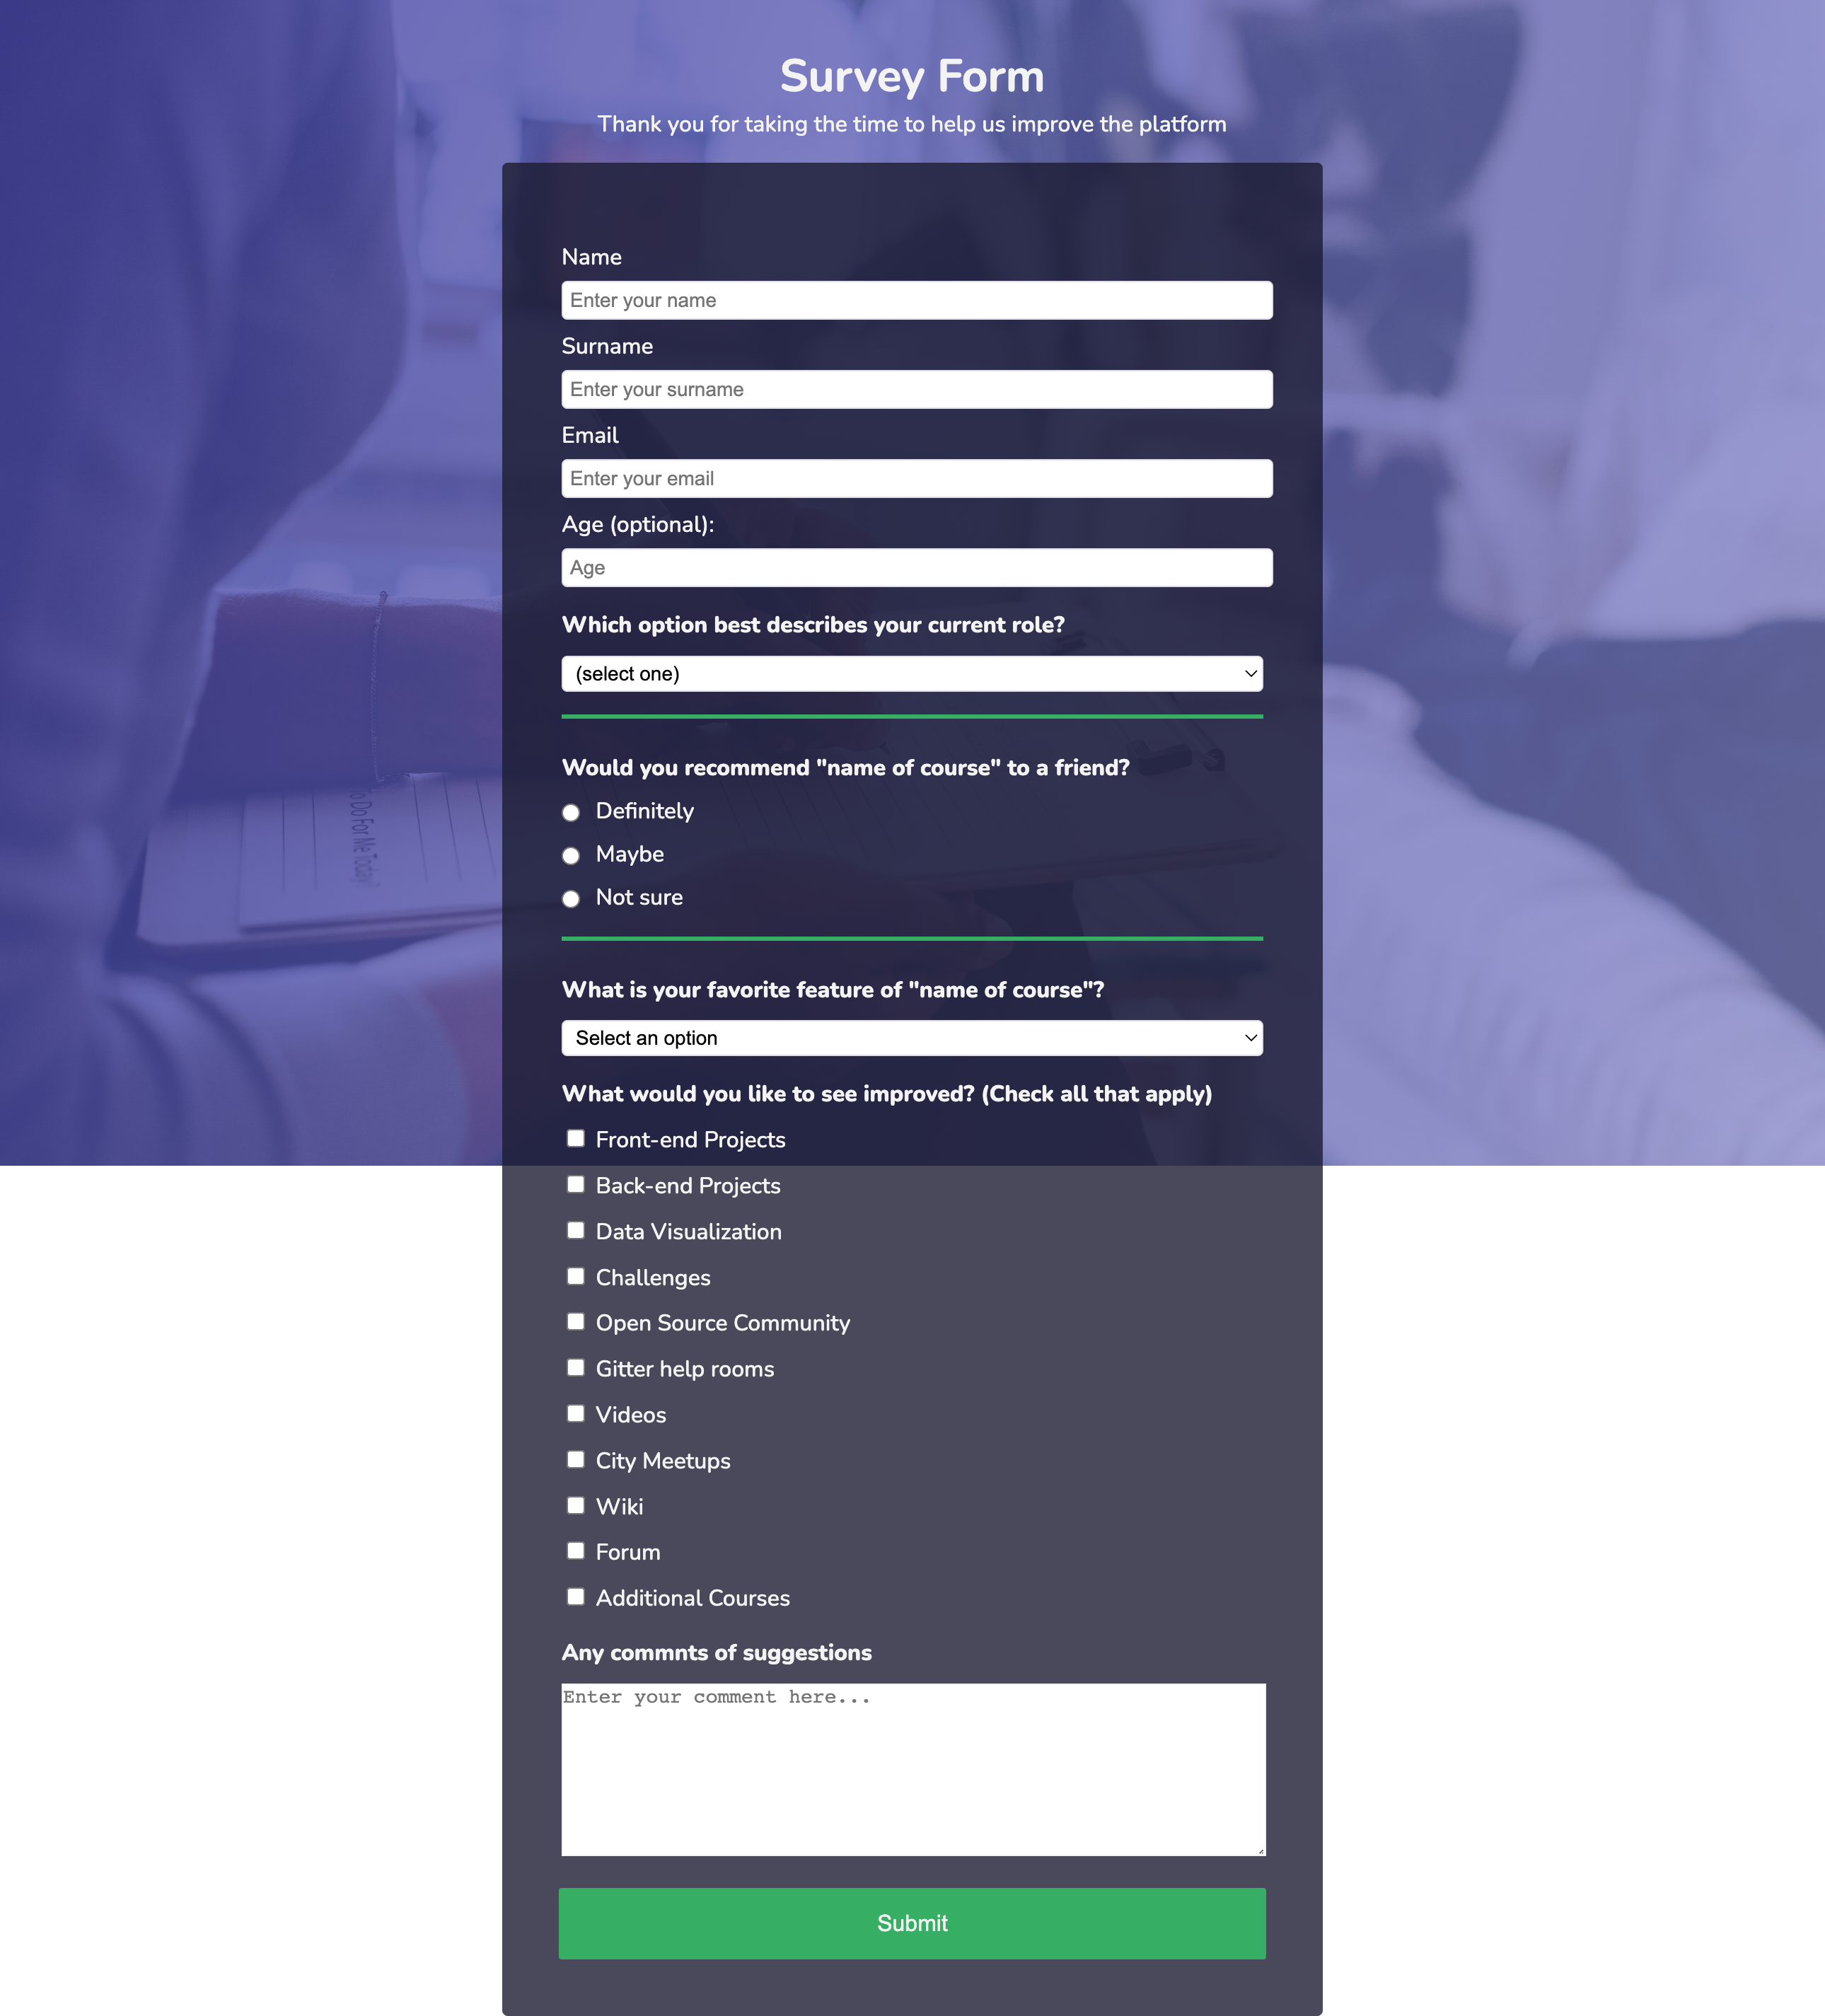 Survey Form
Thank you for taking the time to help us improve the platform
Name
Enter your name
Surname
Enter your surname
Email
Enter your email
Age (optional):
Age
Which option best describes your current role?
(select one)
Would you recommend "name of course" to a friend?
Definitely
Maybe
Not sure
To Do For Me Today!
What is your favorite feature of "name of course"?
Select an option
What would you like to see improved? (Check all that apply)
Front-end Projects
Back-end Projects
Data Visualization
Challenges
Open Source Community
Gitter help rooms
Videos
City Meetups
Wiki
Forum
Additional Courses
Any commnts of suggestions
Enter your comment here...
Submit